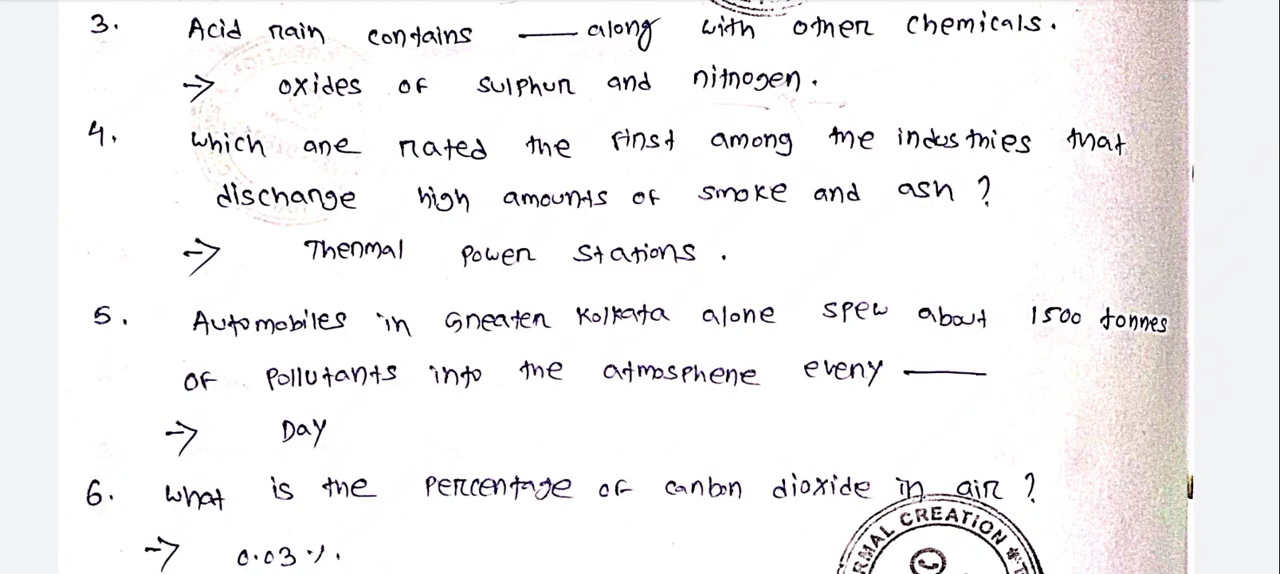 3. Acid rain contains — along with other chemicals.
→ oxides of sulphur and nitrogen.
4. which are rated the first among the industries that
discharge high amounts of smoke and ash ?
→ Thermal power stations.
5. Automobiles in Greater Kolkata alone spew about 1500 tonnes
of pollutants into the atmosphere every —
→ Day
6. what is the percentage of carbon dioxide in air ?
→ 0.03 %.
RMAL CREATION